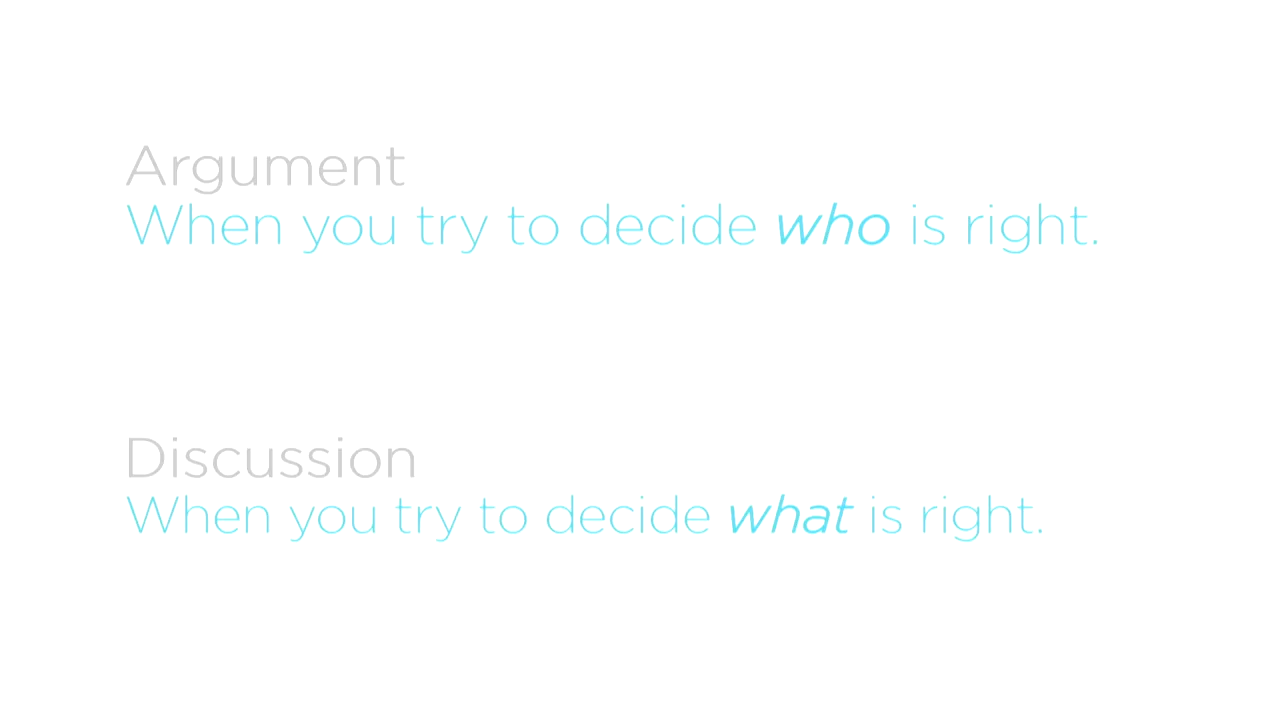 Argument
When you try to decide who is right.
Discussion
When you try to decide what is right.